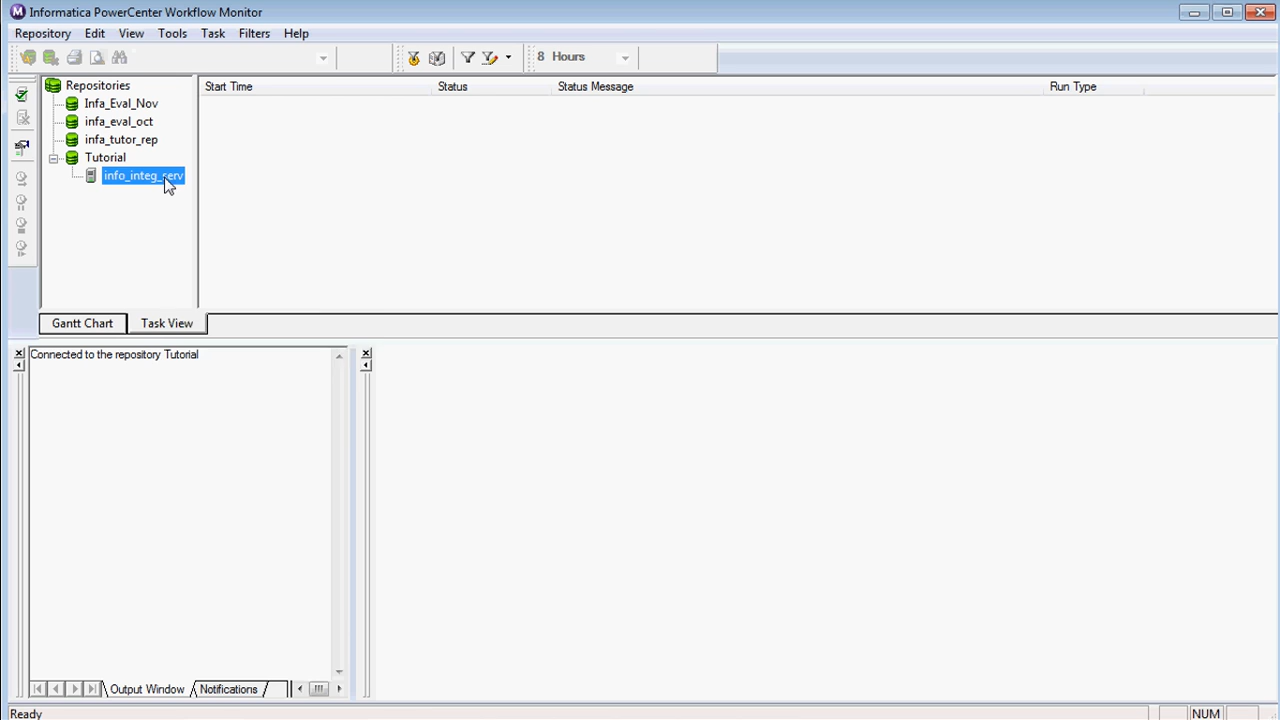 Informatica PowerCenter Workflow Monitor
Repository Edit View Tools Task Filters Help
8 Hours
Repositories
Infa_Eval_Nov
infa_eval_oct
infa_tutor_rep
Tutorial
info_integ_serv
Start Time Status Status Message Run Type
Gantt Chart Task View
Connected to the repository Tutorial
Output Window Notifications
Ready NUM